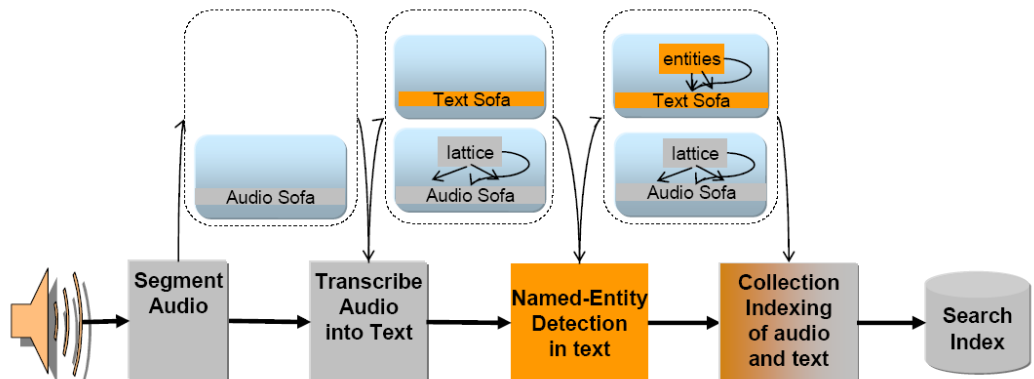 entities
Text Sofa
Text Sofa
lattice
lattice
Audio Sofa
Audio Sofa
Audio Sofa
Segment
Audio
Transcribe
Audio
into Text
Named-Entity
Detection
in text
Collection
Indexing
of audio
and text
Search
Index